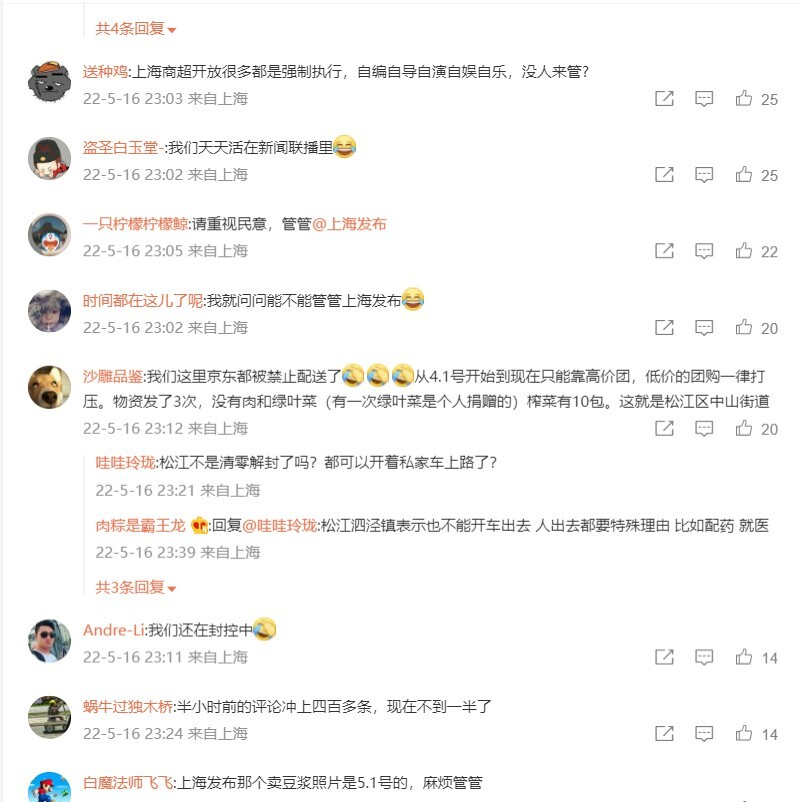 共4条回复
送种鸡:上海商超开放很多都是强制执行，自编自导自演自娱自乐，没人来管?
22-5-16 23:03 来自上海
25
盗圣白玉堂-:我们天天活在新闻联播里
22-5-16 23:02 来自上海
25
一只柠檬柠檬鲸:请重视民意，管管@上海发布
22-5-16 23:05 来自上海
22
时间都在这儿了呢:我就问问能不能管管上海发布
22-5-16 23:02 来自上海
20
沙雕品鉴:我们这里京东都被禁止配送了从4.1号开始到现在只能靠高价团，低价的团购一律打
压。物资发了3次，没有肉和绿叶菜（有一次绿叶菜是个人捐赠的）榨菜有10包。这就是松江区中山街道
22-5-16 23:12 来自上海
20
哇哇玲珑:松江不是清零解封了吗？都可以开着私家车上路了？
22-5-16 23:21 来自上海
肉粽是霸王龙:回复@哇哇玲珑:松江泗泾镇表示也不能开车出去 人出去都要特殊理由 比如配药 就医
22-5-16 23:39 来自上海
共3条回复
Andre-Li:我们还在封控中
22-5-16 23:11 来自上海
14
蜗牛过独木桥:半小时前的评论冲上四百多条，现在不到一半了
22-5-16 23:24 来自上海
14
白魔法师飞飞:上海发布那个卖豆浆照片是5.1号的，麻烦管管